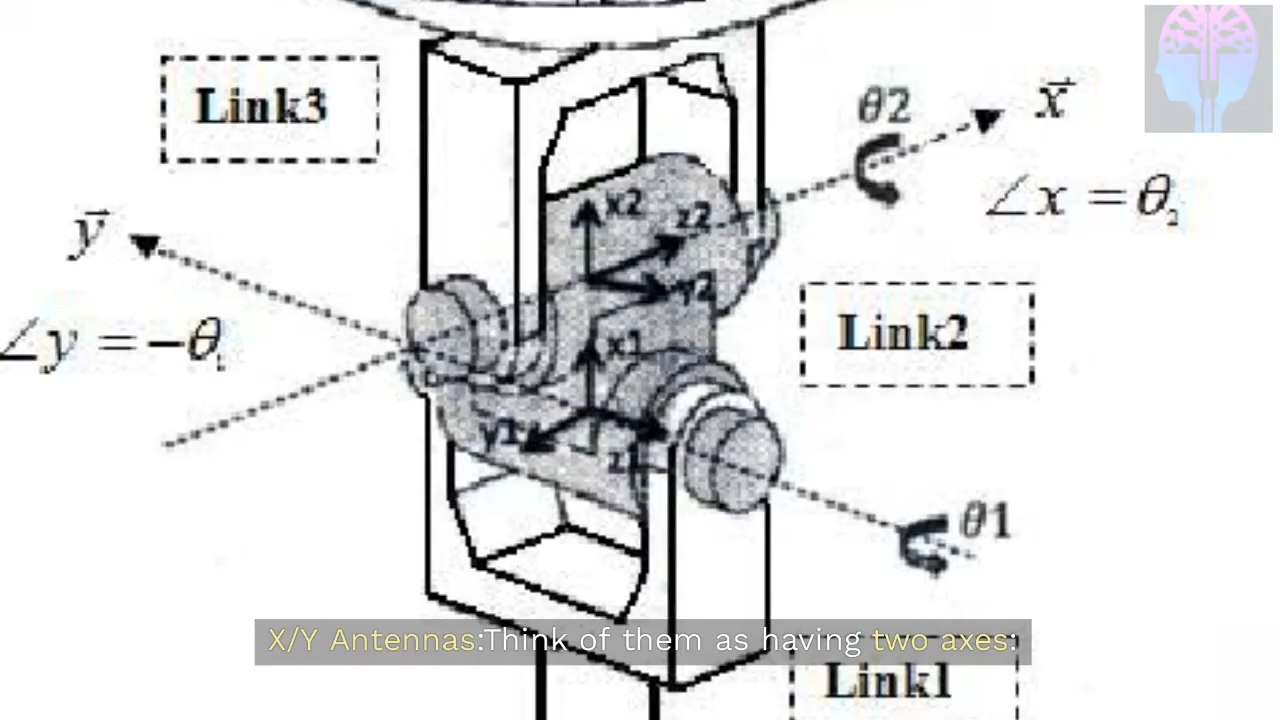 Link3
θ2
x⃗
∠x = θ₂
y⃗
x2
z2
y2
Link2
∠y = −θ₁
x1
y1
z1
θ1
X/Y Antennas:Think of them as having two axes:
Link1